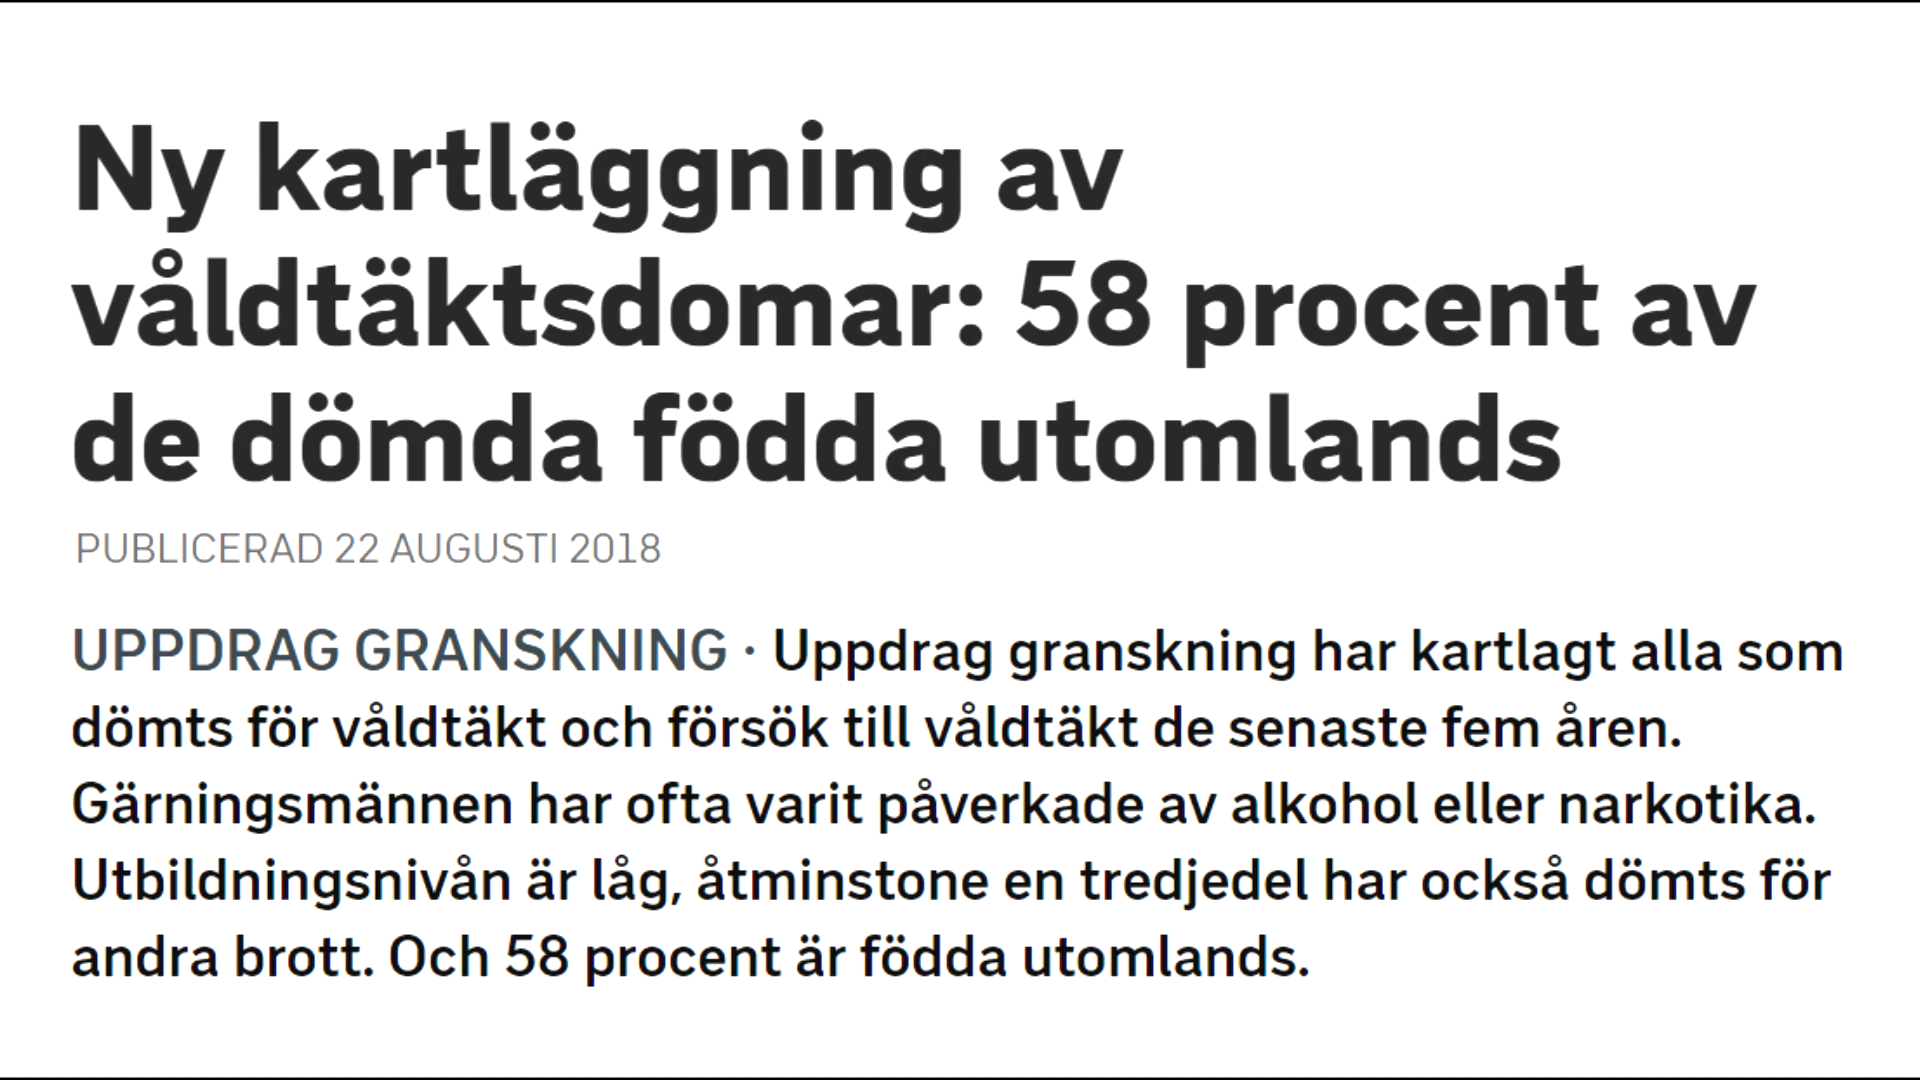 Ny kartläggning av
våldtäktsdomar: 58 procent av
de dömda födda utomlands
PUBLICERAD 22 AUGUSTI 2018
UPPDRAG GRANSKNING · Uppdrag granskning har kartlagt alla som
dömts för våldtäkt och försök till våldtäkt de senaste fem åren.
Gärningsmännen har ofta varit påverkade av alkohol eller narkotika.
Utbildningsnivån är låg, åtminstone en tredjedel har också dömts för
andra brott. Och 58 procent är födda utomlands.